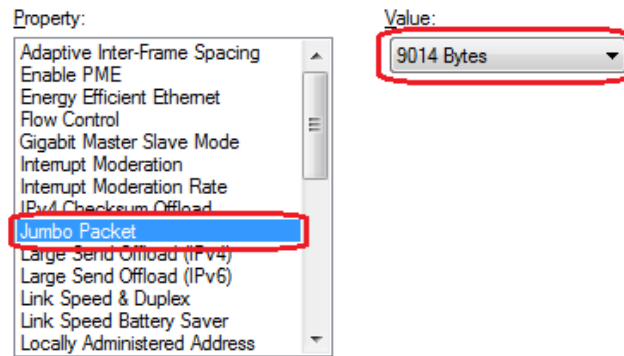 Property:
Value:
Adaptive Inter-Frame Spacing
9014 Bytes
Enable PME
Energy Efficient Ethernet
Flow Control
Gigabit Master Slave Mode
Interrupt Moderation
Interrupt Moderation Rate
IPv4 Checksum Offload
Jumbo Packet
Large Send Offload (IPv4)
Large Send Offload (IPv6)
Link Speed & Duplex
Link Speed Battery Saver
Locally Administered Address